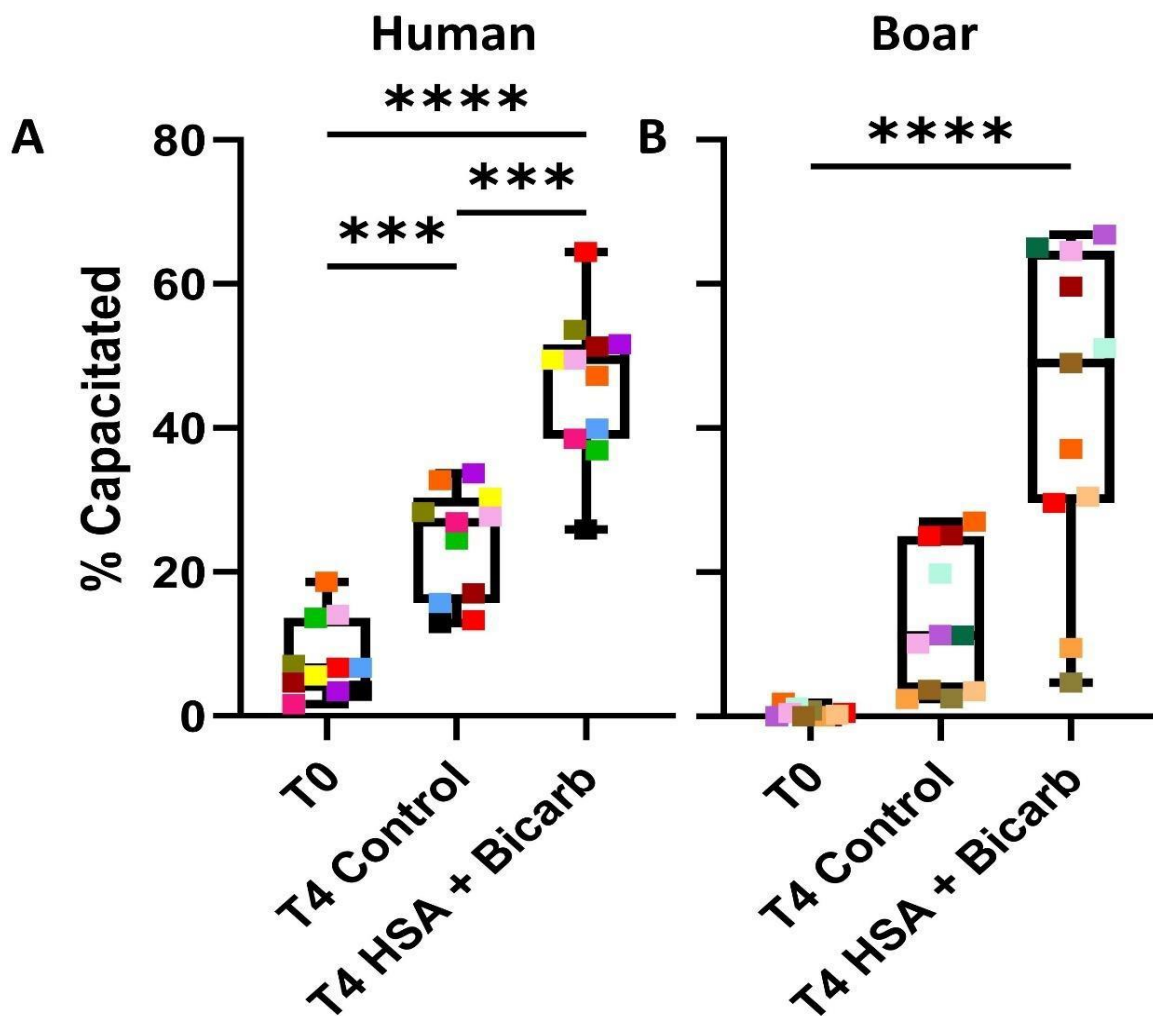 Human
Boar
A
B
****
***
***
****
% Capacitated
80
60
40
20
0
T0
T4 Control
T4 HSA + Bicarb
T0
T4 Control
T4 HSA + Bicarb